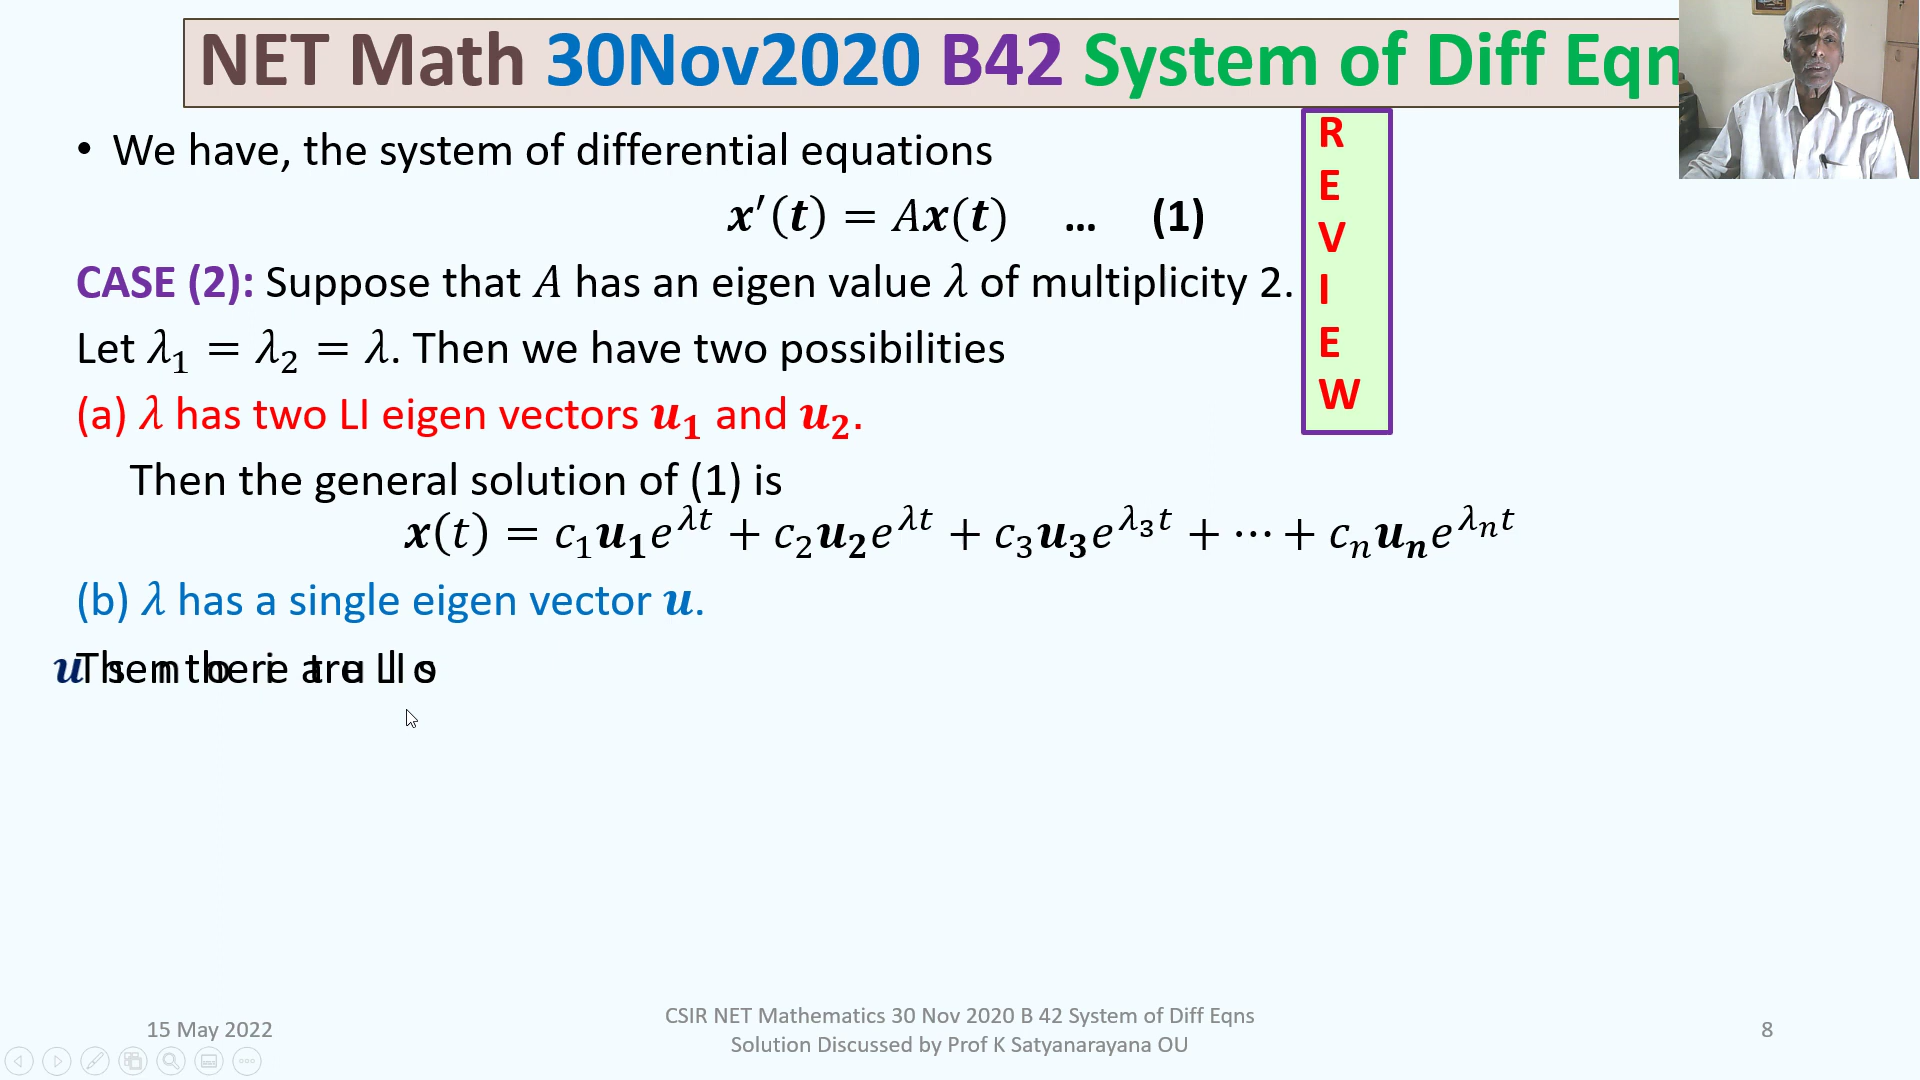 NET Math 30Nov2020 B42 System of Diff Eqn
R
E
V
I
E
W
• We have, the system of differential equations
𝒙′(𝒕) = 𝐴𝒙(𝑡) … (1)
CASE (2): Suppose that 𝐴 has an eigen value 𝜆 of multiplicity 2.
Let 𝜆₁ = 𝜆₂ = 𝜆. Then we have two possibilities
(a) 𝜆 has two LI eigen vectors 𝒖₁ and 𝒖₂.
Then the general solution of (1) is
𝒙(𝑡) = 𝑐₁𝒖₁𝑒^{𝜆𝑡} + 𝑐₂𝒖₂𝑒^{𝜆𝑡} + 𝑐₃𝒖₃𝑒^{𝜆₃𝑡} + ⋯ + 𝑐ₙ𝒖ₙ𝑒^{𝜆ₙ𝑡}
(b) 𝜆 has a single eigen vector 𝒖.
Then there are LI
15 May 2022
CSIR NET Mathematics 30 Nov 2020 B 42 System of Diff Eqns
Solution Discussed by Prof K Satyanarayana OU
8